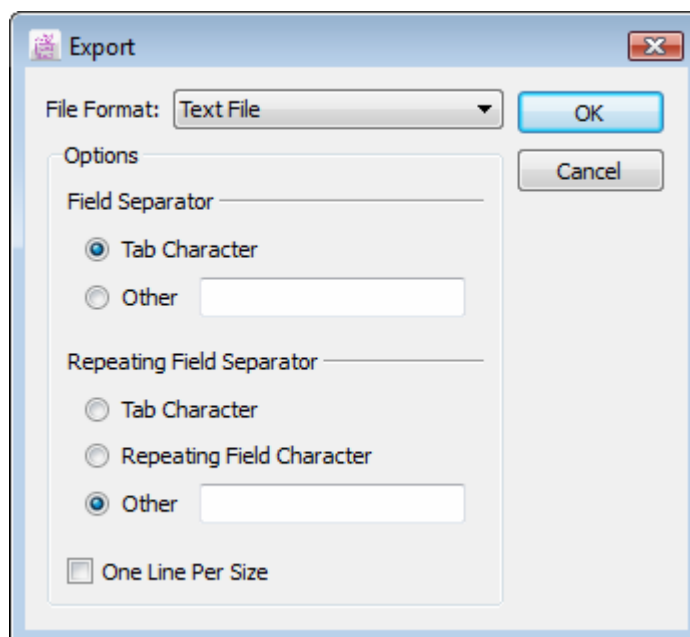 Export
File Format: Text File
OK
Cancel
Options
Field Separator
Tab Character
Other
Repeating Field Separator
Tab Character
Repeating Field Character
Other
One Line Per Size